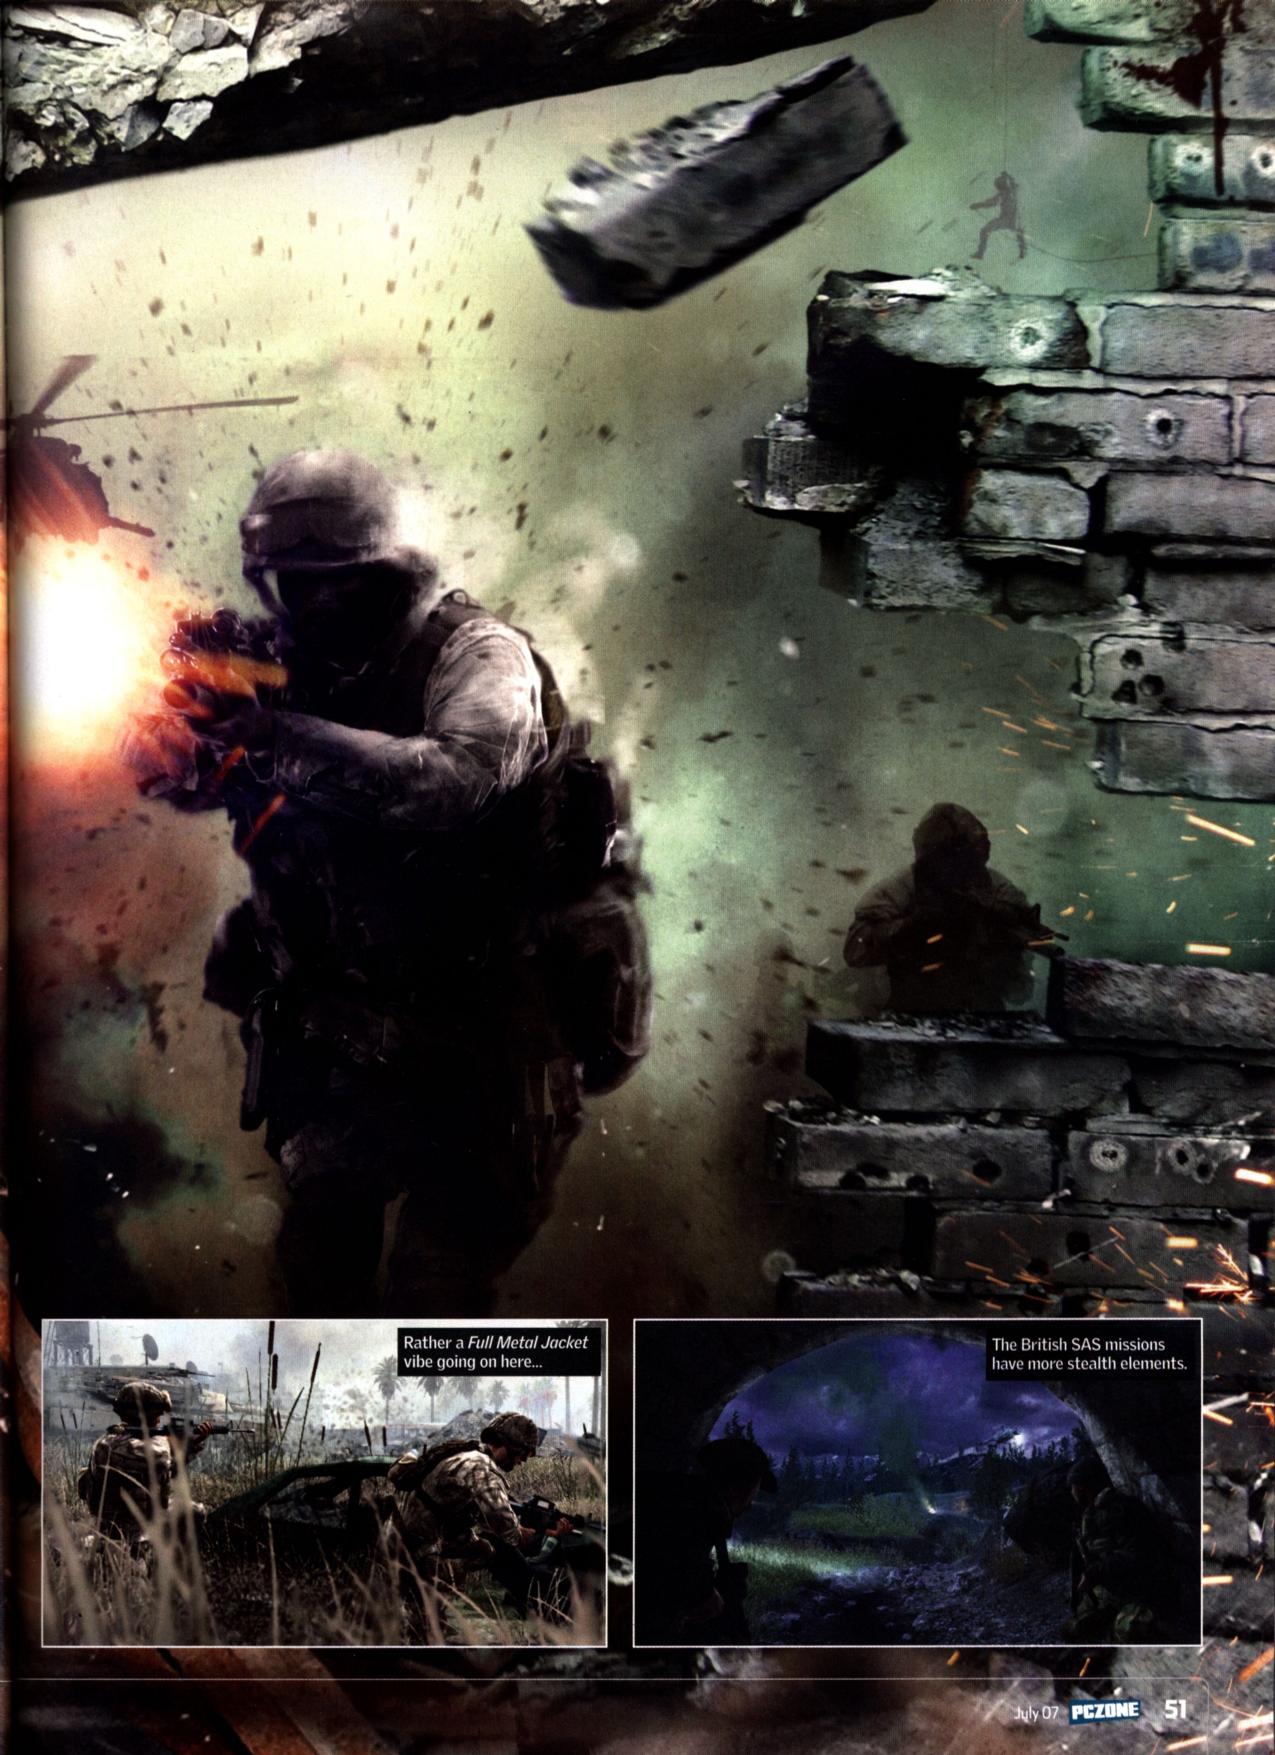 Rather a Full Metal Jacket
vibe going on here...
The British SAS missions
have more stealth elements.
July 07 PCZONE 51